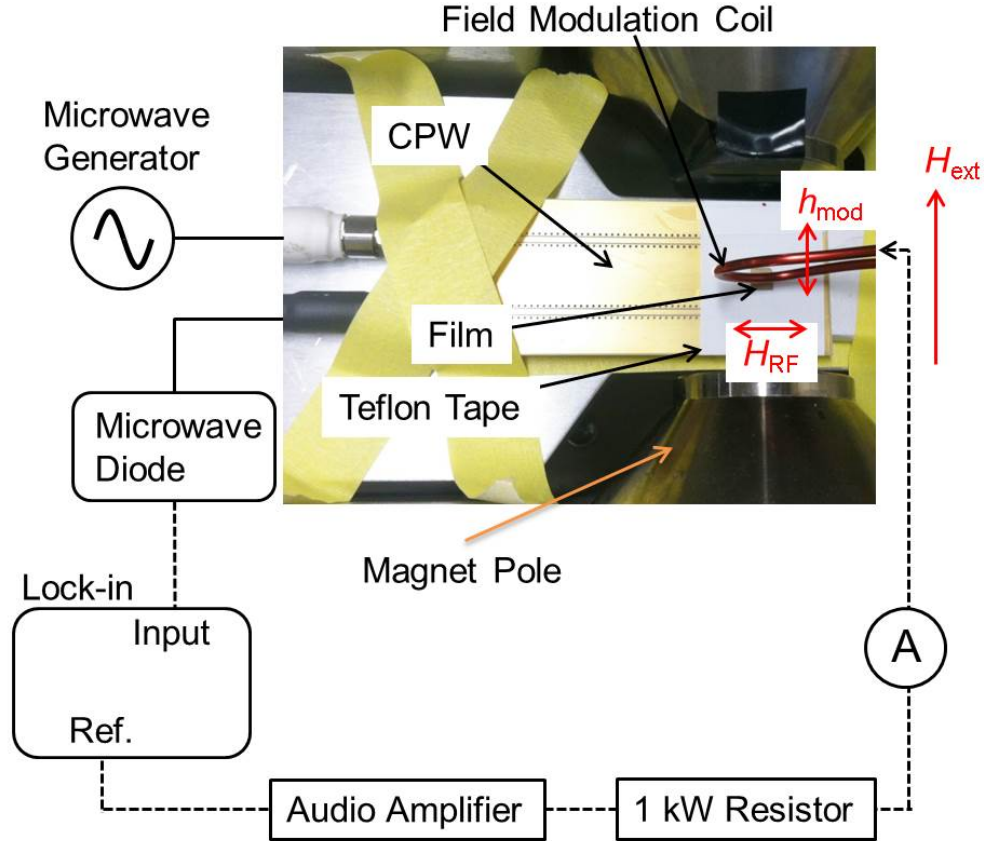 Field Modulation Coil
Microwave
Generator
CPW
H_ext
h_mod
Film
H_RF
Teflon Tape
Microwave
Diode
Magnet Pole
Lock-in
Input
A
Ref.
Audio Amplifier
1 kW Resistor